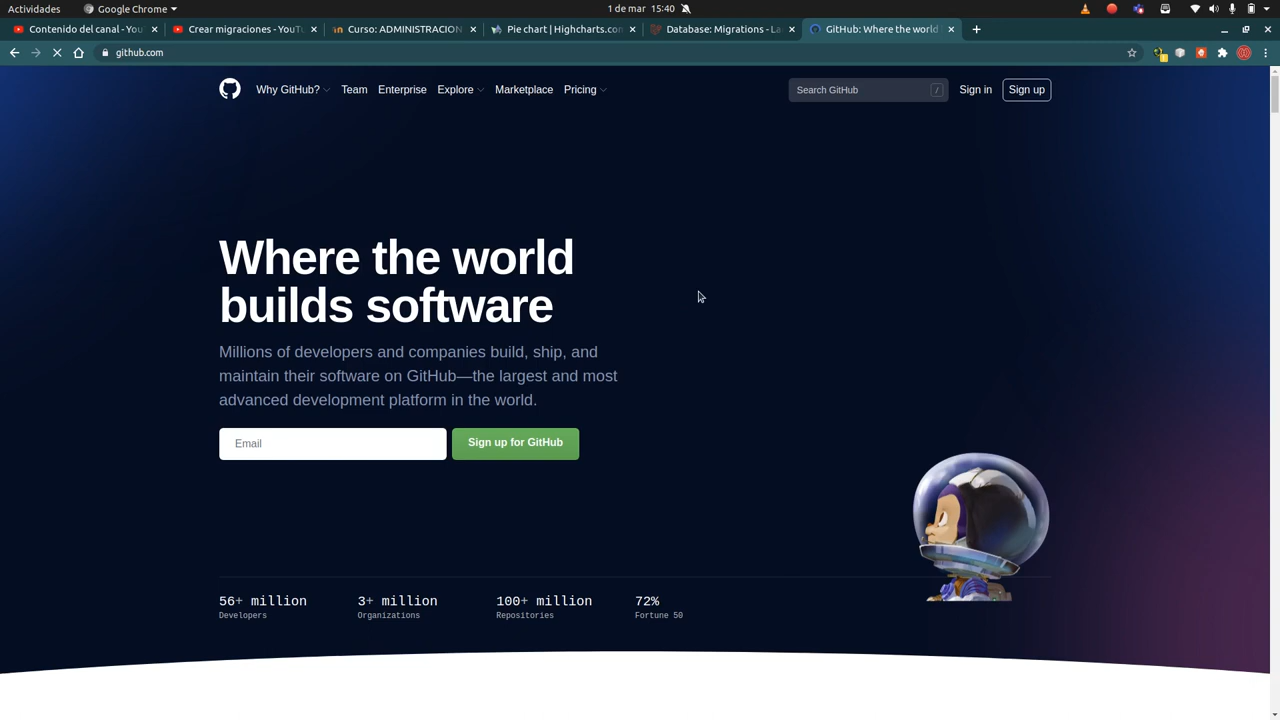 Actividades
Google Chrome
1 de mar 15:40
Contenido del canal - You
Crear migraciones - YouTu
Curso: ADMINISTRACION
Pie chart | Highcharts.co
Database: Migrations - La
GitHub: Where the world
github.com
Why GitHub?
Team
Enterprise
Explore
Marketplace
Pricing
Search GitHub
/
Sign in
Sign up
Where the world
builds software
Millions of developers and companies build, ship, and
maintain their software on GitHub—the largest and most
advanced development platform in the world.
Email
Sign up for GitHub
56+ million
3+ million
100+ million
72%
Developers
Organizations
Repositories
Fortune 50